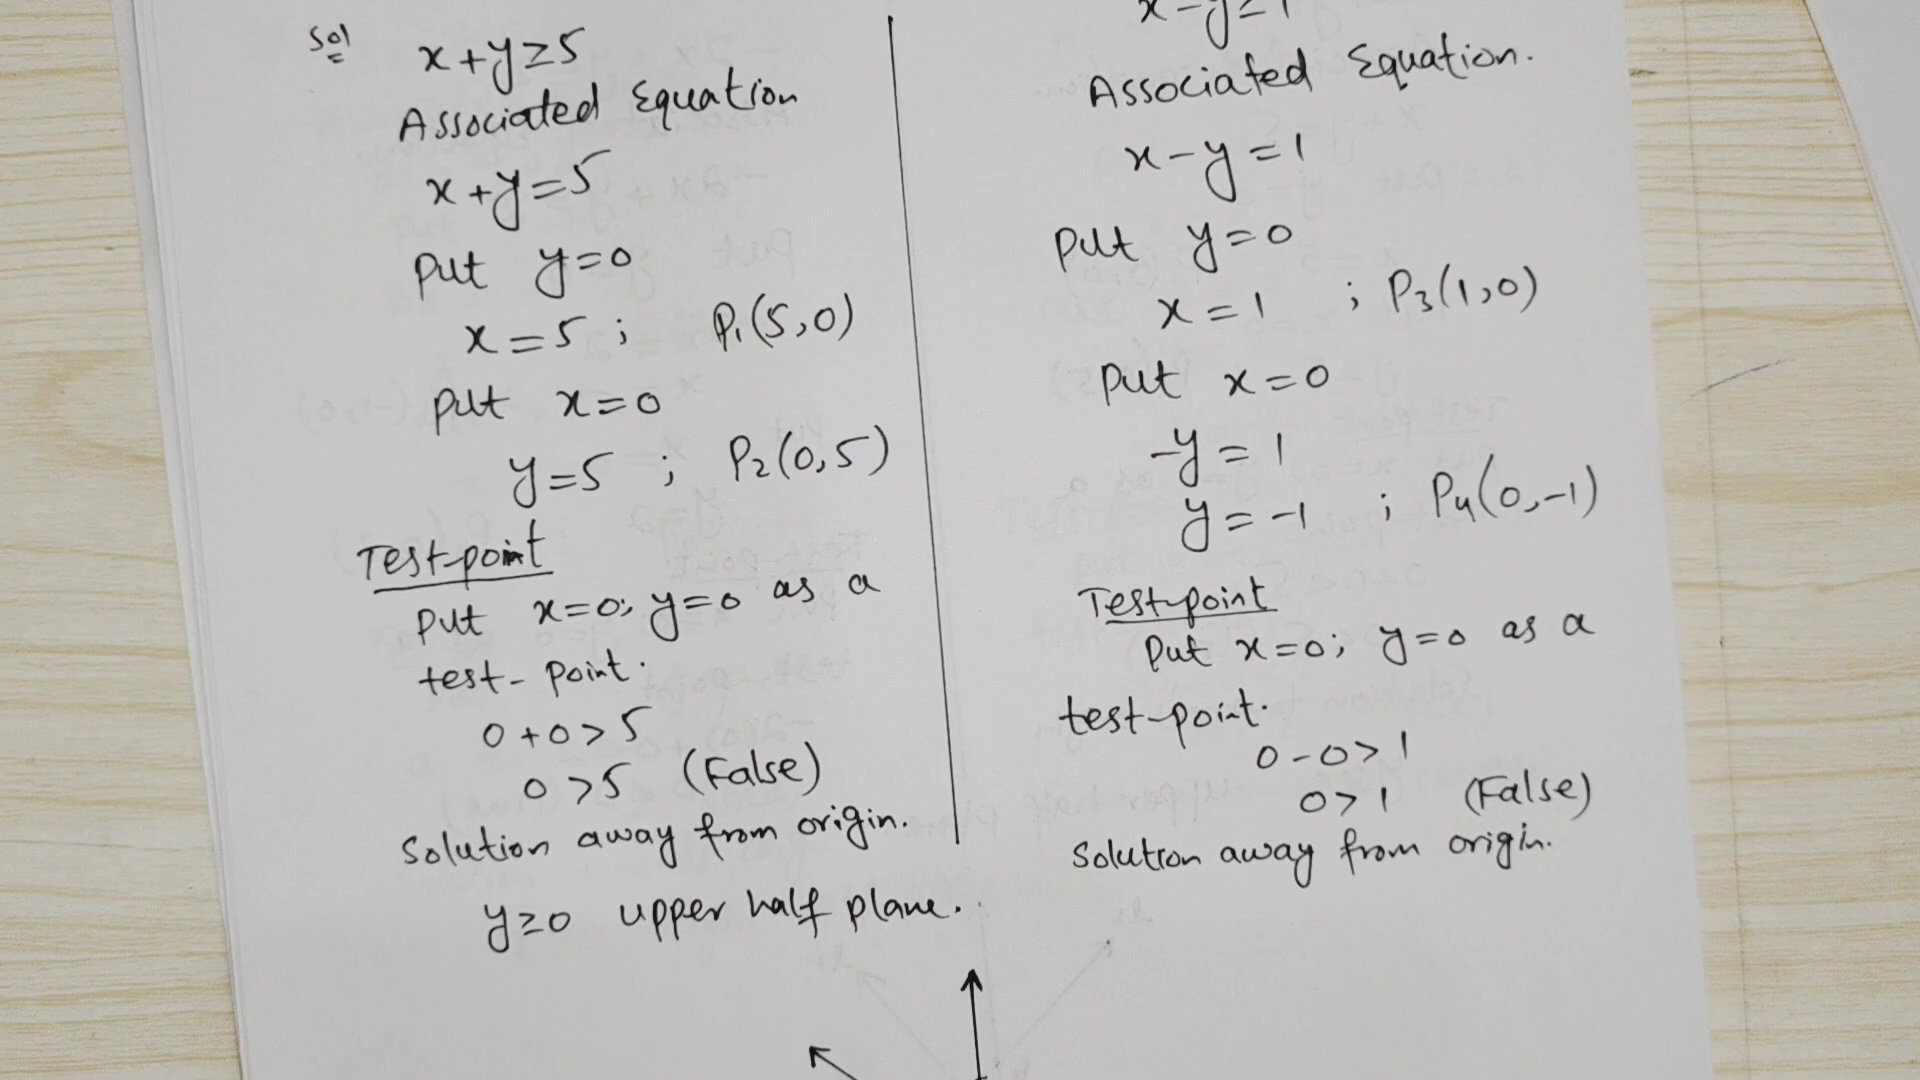 Sol
x+y≥5
Associated Equation
x+y=5
Put y=0
x=5 ; P₁(5,0)
Put x=0
y=5 ; P₂(0,5)
Test-point
Put x=0; y=0 as a
test-point.
0+0>5
0>5 (False)
Solution away from origin.
y≥0 upper half plane.
x-y≥1
Associated Equation.
x-y=1
Put y=0
x=1 ; P₃(1,0)
Put x=0
-y=1
y=-1 ; P₄(0,-1)
Test-point
Put x=0; y=0 as a
test-point.
0-0>1
0>1 (False)
Solution away from origin.